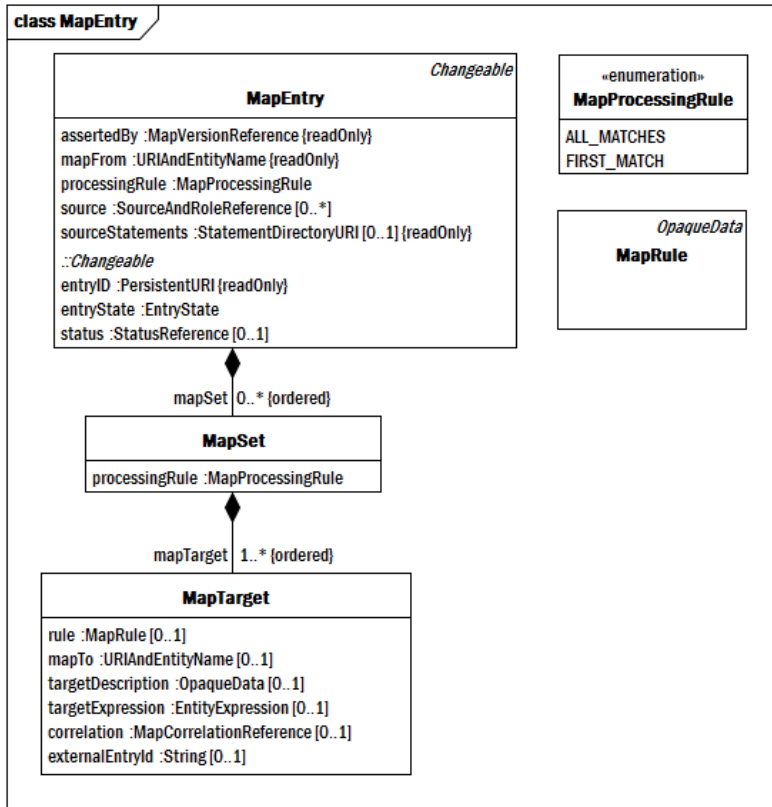 class MapEntry
Changeable
MapEntry
assertedBy :MapVersionReference {readOnly}
mapFrom :URIAndEntityName {readOnly}
processingRule :MapProcessingRule
source :SourceAndRoleReference [0..*]
sourceStatements :StatementDirectoryURI [0..1] {readOnly}
::Changeable
entryID :PersistentURI {readOnly}
entryState :EntryState
status :StatusReference [0..1]
«enumeration»
MapProcessingRule
ALL_MATCHES
FIRST_MATCH
OpaqueData
MapRule
mapSet 0..* {ordered}
MapSet
processingRule :MapProcessingRule
mapTarget 1..* {ordered}
MapTarget
rule :MapRule [0..1]
mapTo :URIAndEntityName [0..1]
targetDescription :OpaqueData [0..1]
targetExpression :EntityExpression [0..1]
correlation :MapCorrelationReference [0..1]
externalEntryId :String [0..1]